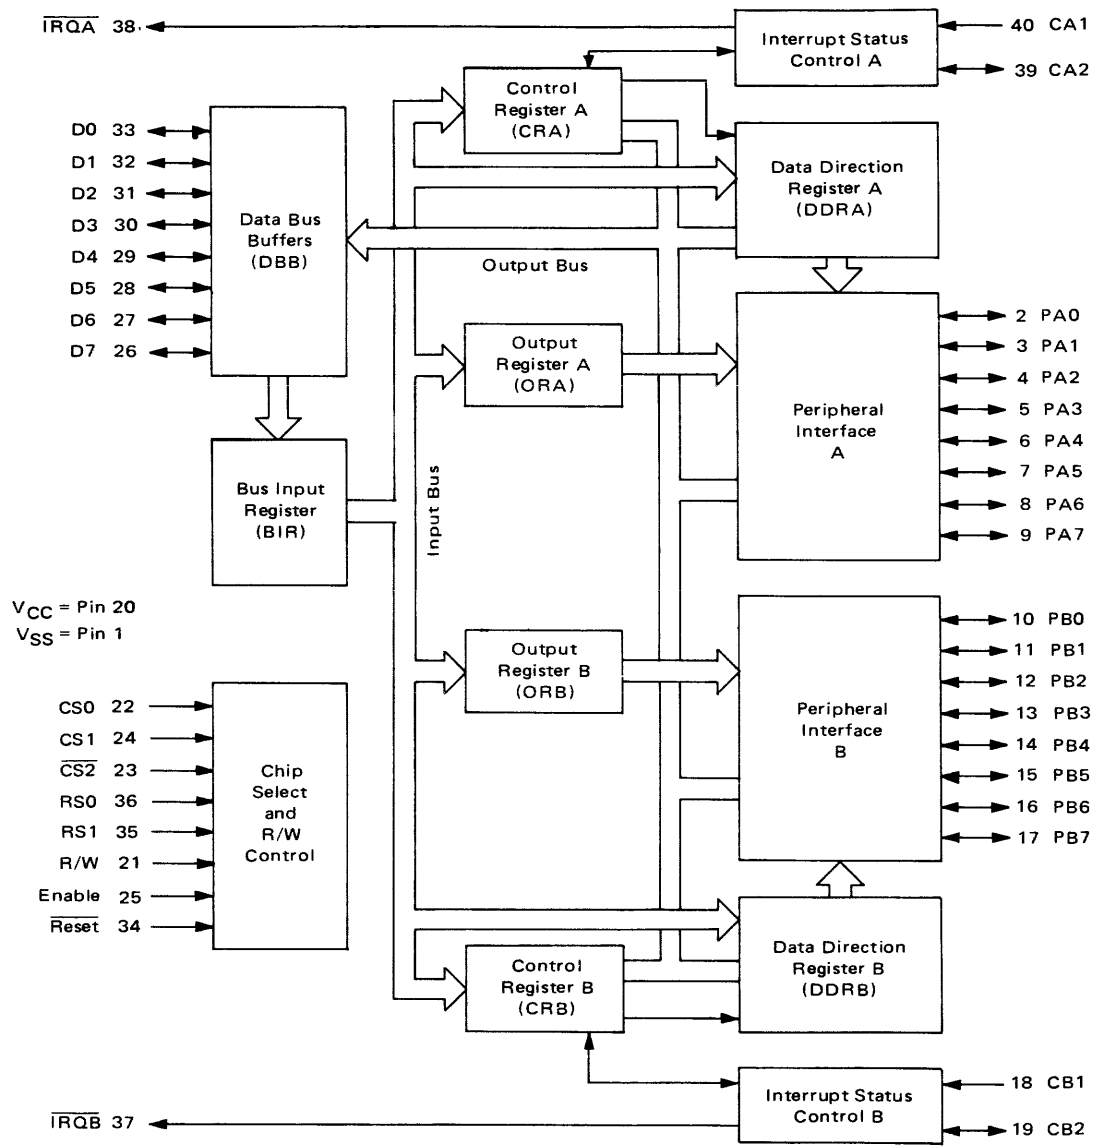 IRQA 38
Interrupt Status
Control A
40 CA1
39 CA2
Control
Register A
(CRA)
D0 33
D1 32
D2 31
D3 30
D4 29
D5 28
D6 27
D7 26
Data Bus
Buffers
(DBB)
Data Direction
Register A
(DDRA)
Output Bus
Output
Register A
(ORA)
Peripheral
Interface
A
2 PA0
3 PA1
4 PA2
5 PA3
6 PA4
7 PA5
8 PA6
9 PA7
Bus Input
Register
(BIR)
Input Bus
VCC = Pin 20
VSS = Pin 1
Output
Register B
(ORB)
Peripheral
Interface
B
10 PB0
11 PB1
12 PB2
13 PB3
14 PB4
15 PB5
16 PB6
17 PB7
CS0 22
CS1 24
CS2 23
RS0 36
RS1 35
R/W 21
Enable 25
Reset 34
Chip
Select
and
R/W
Control
Control
Register B
(CRB)
Data Direction
Register B
(DDRB)
Interrupt Status
Control B
18 CB1
19 CB2
IRQB 37